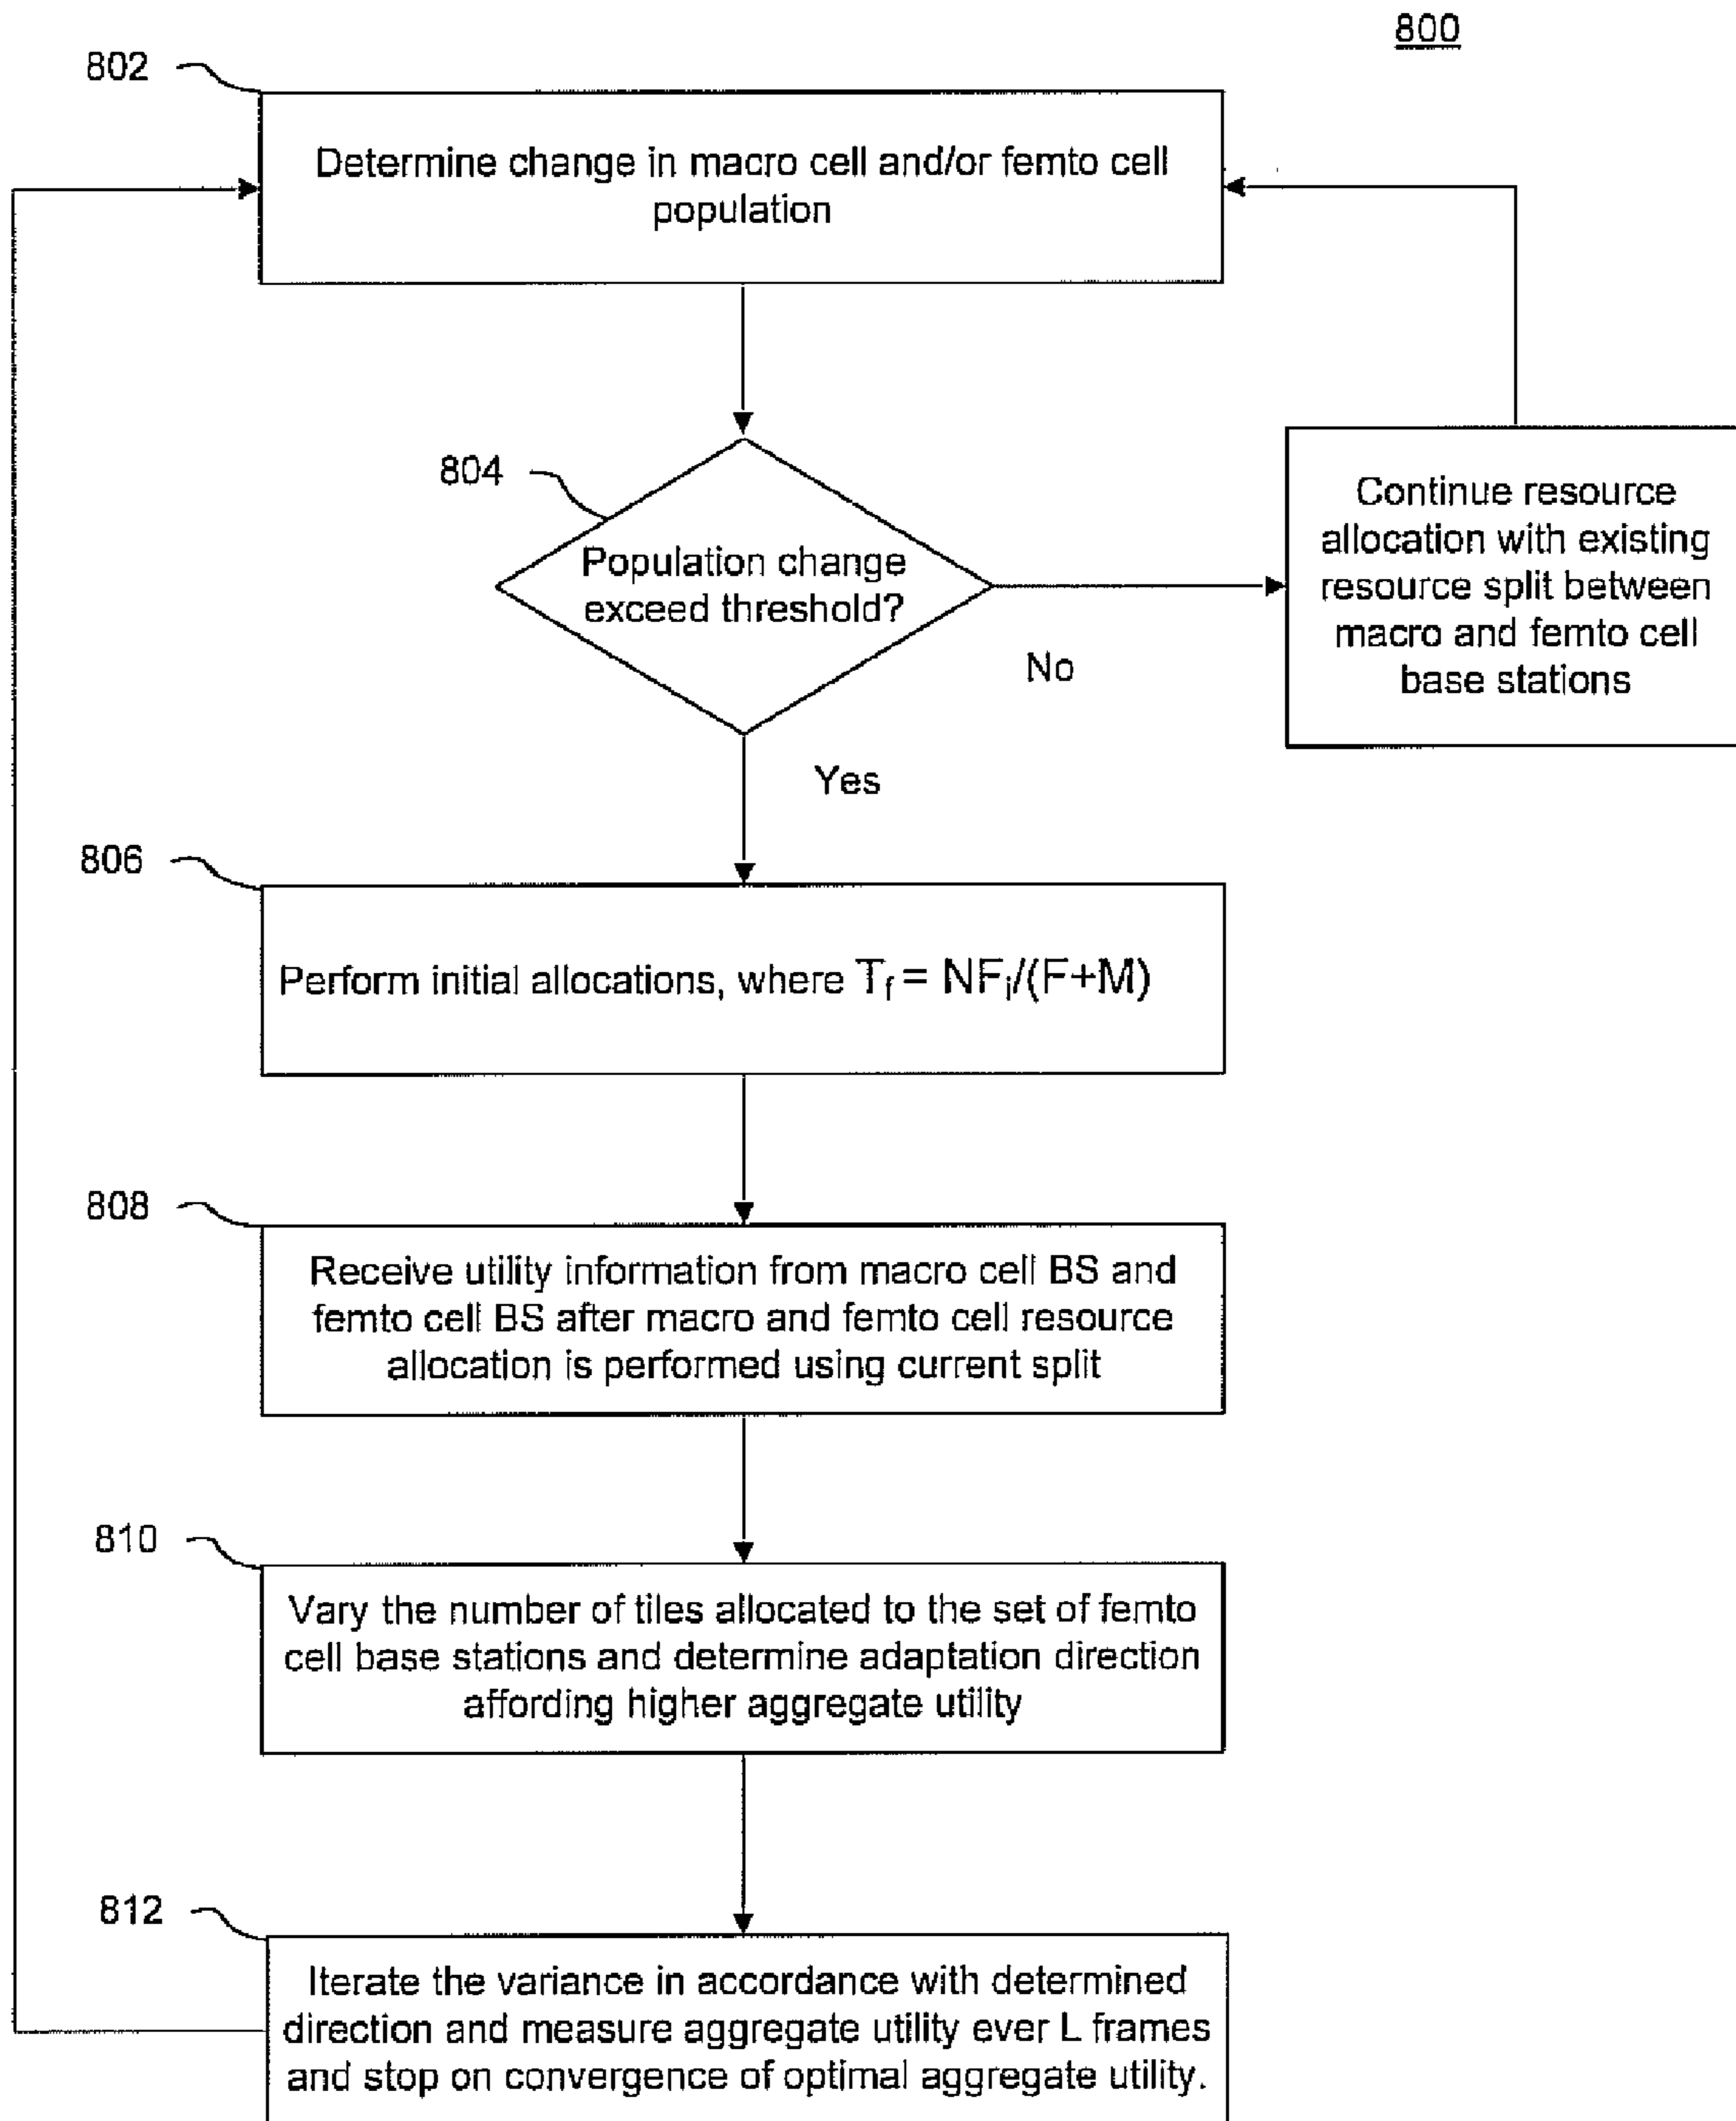 800
802
Determine change in macro cell and/or femto cell
population
804
Population change
exceed threshold?
No
Yes
Continue resource
allocation with existing
resource split between
macro and femto cell
base stations
806
Perform initial allocations, where T_f = NF_i/(F+M)
808
Receive utility information from macro cell BS and
femto cell BS after macro and femto cell resource
allocation is performed using current split
810
Vary the number of tiles allocated to the set of femto
cell base stations and determine adaptation direction
affording higher aggregate utility
812
Iterate the variance in accordance with determined
direction and measure aggregate utility ever L frames
and stop on convergence of optimal aggregate utility.